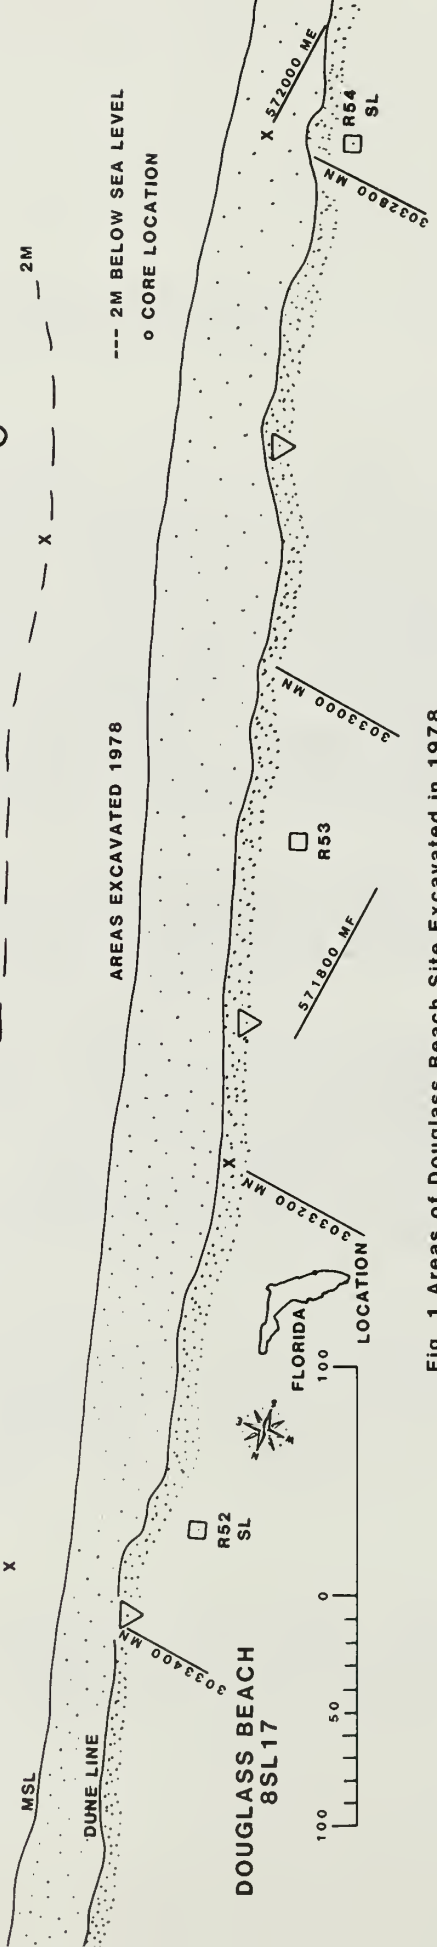 2M
--- 2M BELOW SEA LEVEL
o CORE LOCATION
X
X
X
X
AREAS EXCAVATED 1978
MSL
DUNE LINE
572000 ME
R54
SL
3032800 MN
3033000 MN
R53
571800 MF
3033200 MN
R52
SL
3033400 MN
FLORIDA
LOCATION
N
E
S
W
DOUGLASS BEACH
8SL17
100 50 0 100
Fig. 1 Areas of Douglass Beach Site Excavated in 1978